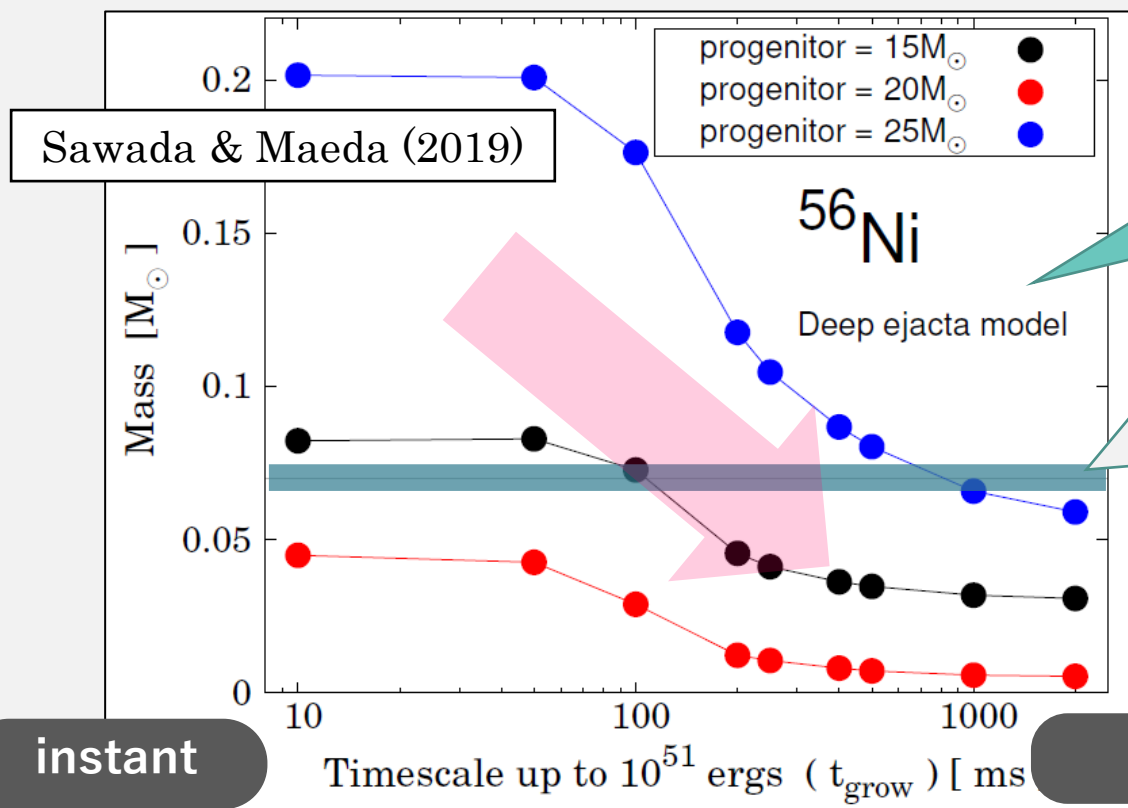 progenitor = 15M☉
progenitor = 20M☉
progenitor = 25M☉
Sawada & Maeda (2019)
56Ni
Deep ejacta model
Mass [M☉]
0.2
0.15
0.1
0.05
0
10 100 1000
instant
Timescale up to 10^51 ergs ( t_grow ) [ ms